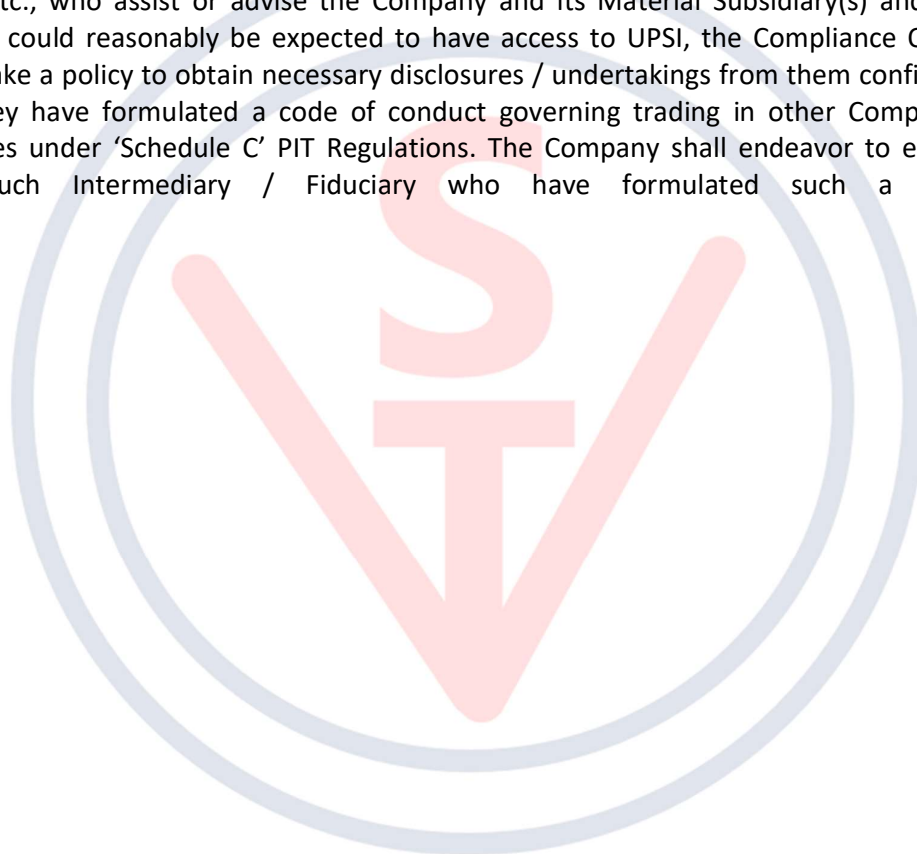 tc., who assist or advise the Company and its Material Subsidiary(s) and
could reasonably be expected to have access to UPSI, the Compliance
ake a policy to obtain necessary disclosures / undertakings from them
ey have formulated a code of conduct governing trading in other
es under ‘Schedule C’ PIT Regulations. The Company shall endeavor to
uch Intermediary / Fiduciary who have formulated such a
S
T
V